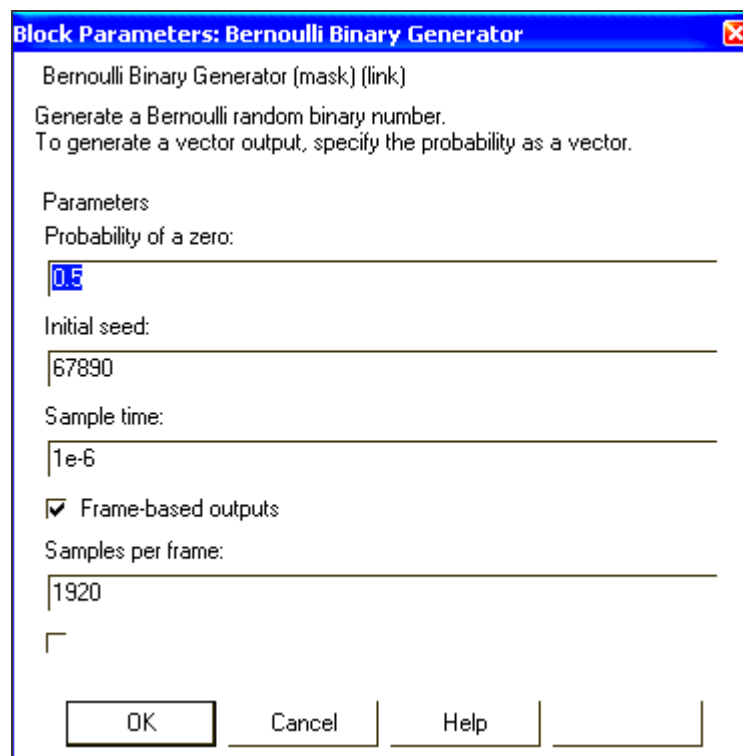 Block Parameters: Bernoulli Binary Generator
Bernoulli Binary Generator (mask) (link)
Generate a Bernoulli random binary number.
To generate a vector output, specify the probability as a vector.
Parameters
Probability of a zero:
0.5
Initial seed:
67890
Sample time:
1e-6
Frame-based outputs
Samples per frame:
1920
OK Cancel Help